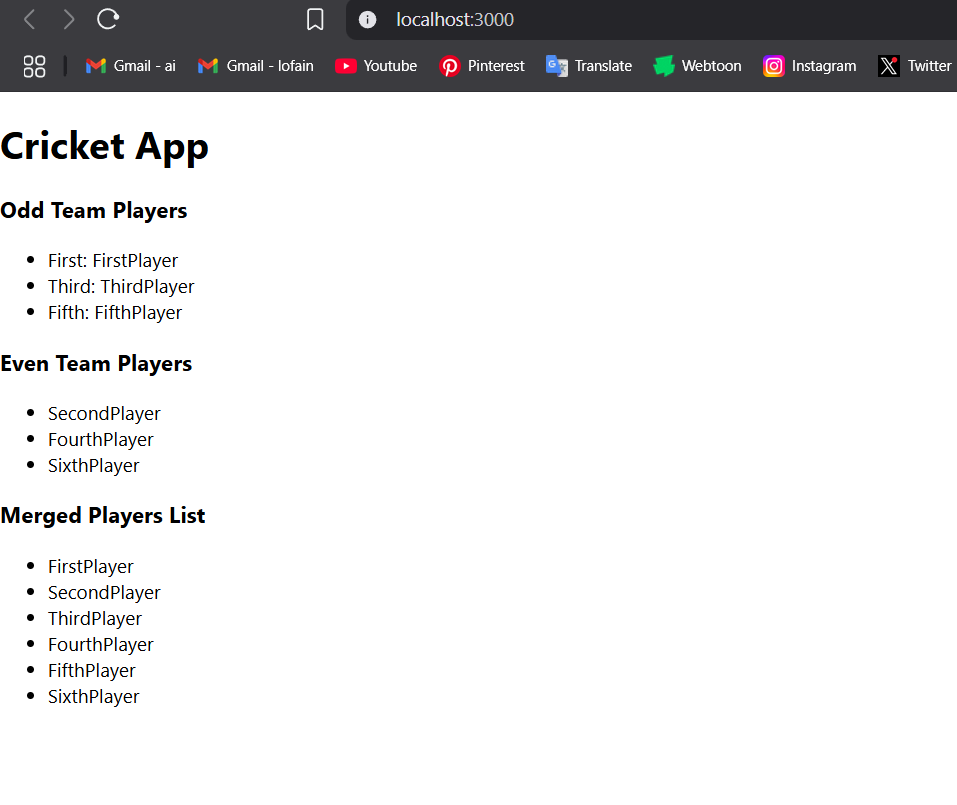 localhost:3000
Gmail - ai Gmail - lofain Youtube Pinterest Translate Webtoon Instagram Twitter
Cricket App
Odd Team Players
First: FirstPlayer
Third: ThirdPlayer
Fifth: FifthPlayer
Even Team Players
SecondPlayer
FourthPlayer
SixthPlayer
Merged Players List
FirstPlayer
SecondPlayer
ThirdPlayer
FourthPlayer
FifthPlayer
SixthPlayer